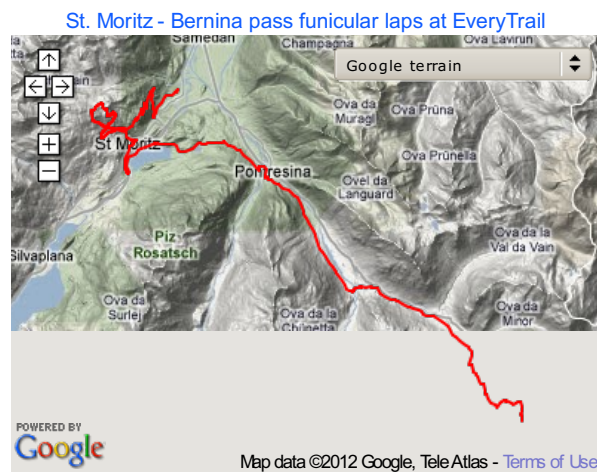 St. Moritz - Bernina pass funicular laps at EveryTrail
Samedan
Champagna
Ova Lavirun
Google terrain
Ova da Muragl
Ova Prüna
St Moritz
Ova Prünella
Pontresina
Ovel da Languard
Piz Rosatsch
Ova da la Val da Vain
Silvaplana
Ova da Surlej
Ova da la Chünetta
Ova da Minor
POWERED BY
Google
Map data ©2012 Google, Tele Atlas - Terms of Use